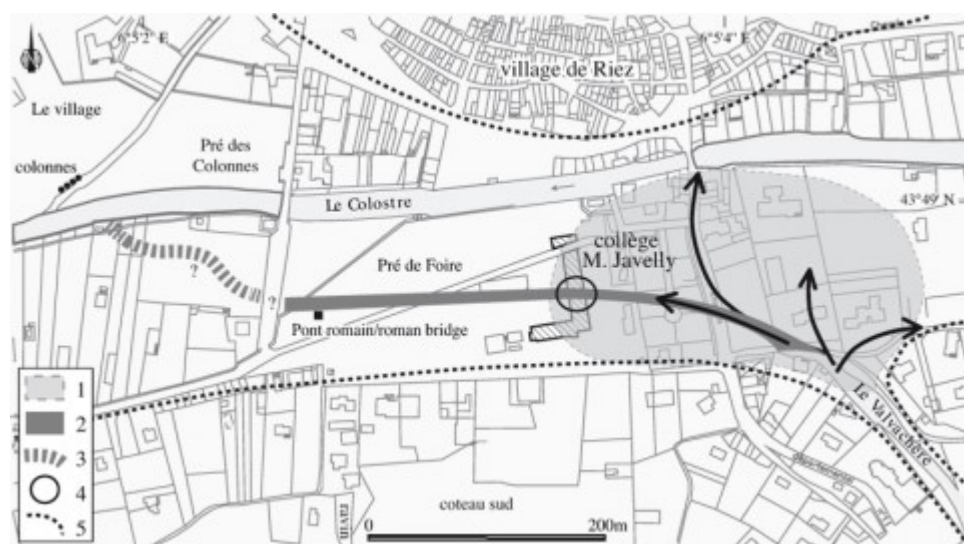 6°5'2" E
6°5'4" E
village de Riez
Le village
colonnes
Pré des
Colonnes
Le Colostre
43°49' N
collège
M. Javelly
Pré de Foire
?
?
Pont romain/roman bridge
Le Valvachère
1
2
3
4
5
ravin
coteau sud
0
200m